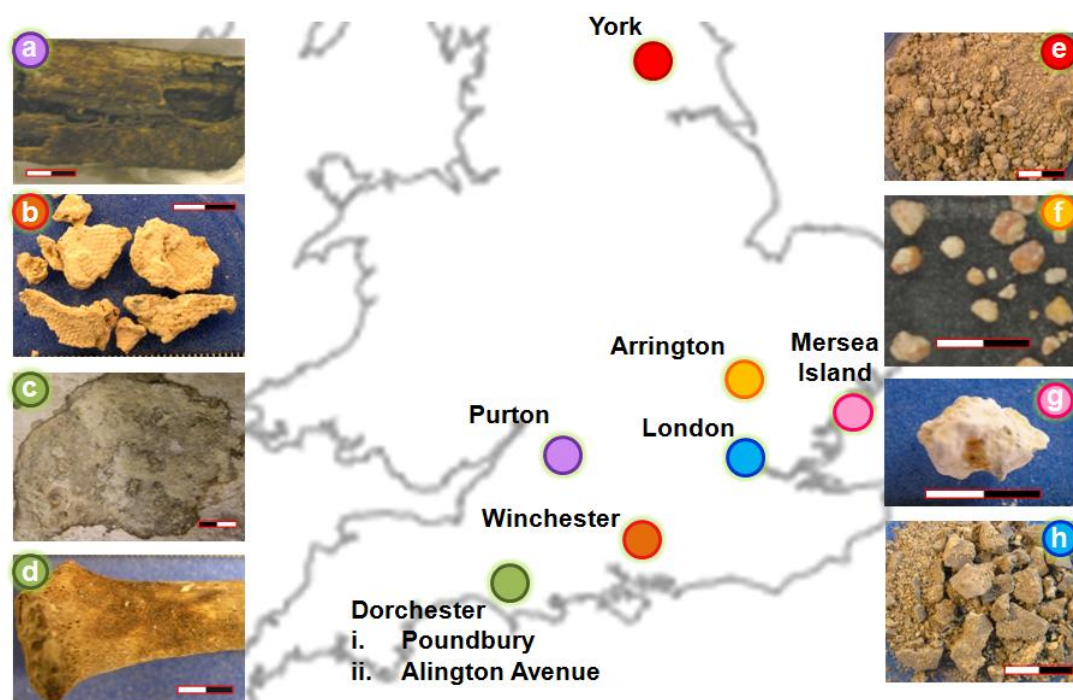 York
a
e
b
f
Arrington
Mersea
Island
c
g
Purton
London
Winchester
h
d
Dorchester
i. Poundbury
ii. Alington Avenue